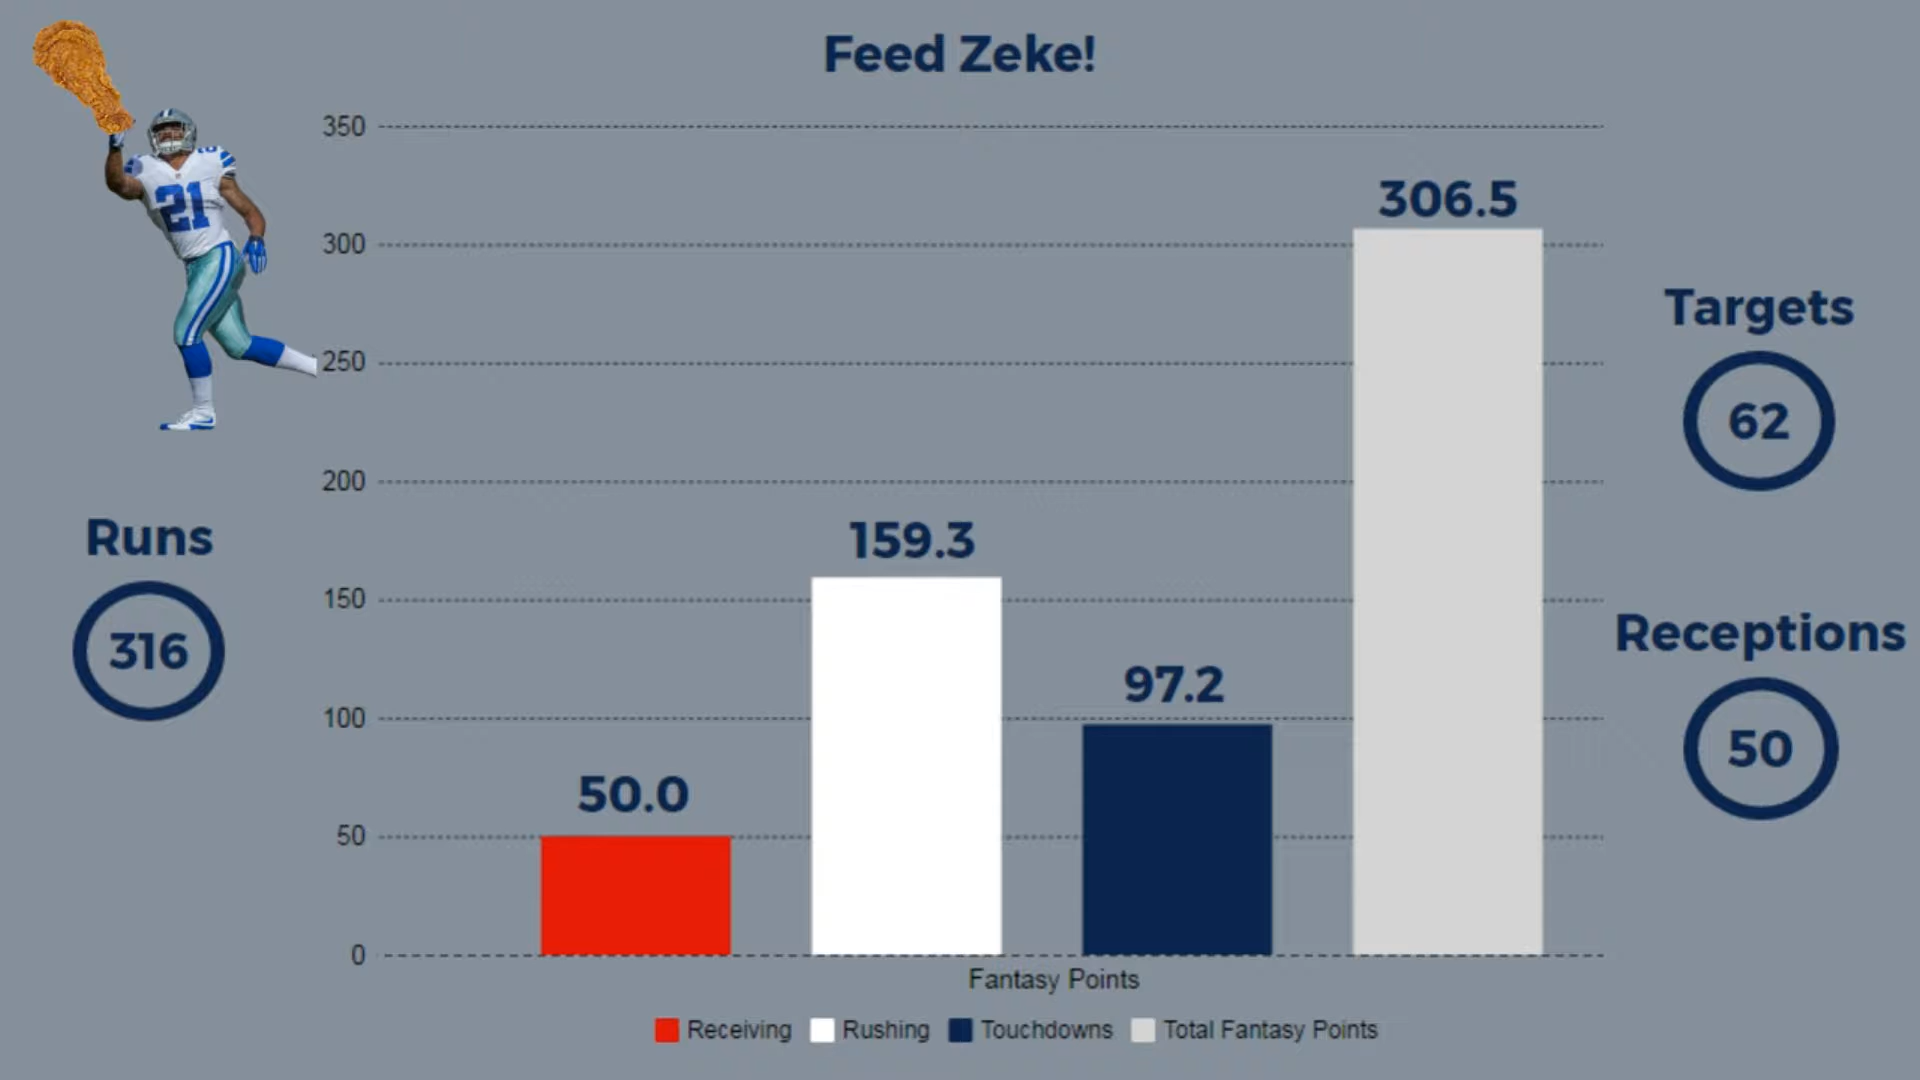 Feed Zeke!
21
350
300
250
200
150
100
50
0
306.5
159.3
97.2
50.0
Runs
316
Targets
62
Receptions
50
Fantasy Points
Receiving Rushing Touchdowns Total Fantasy Points